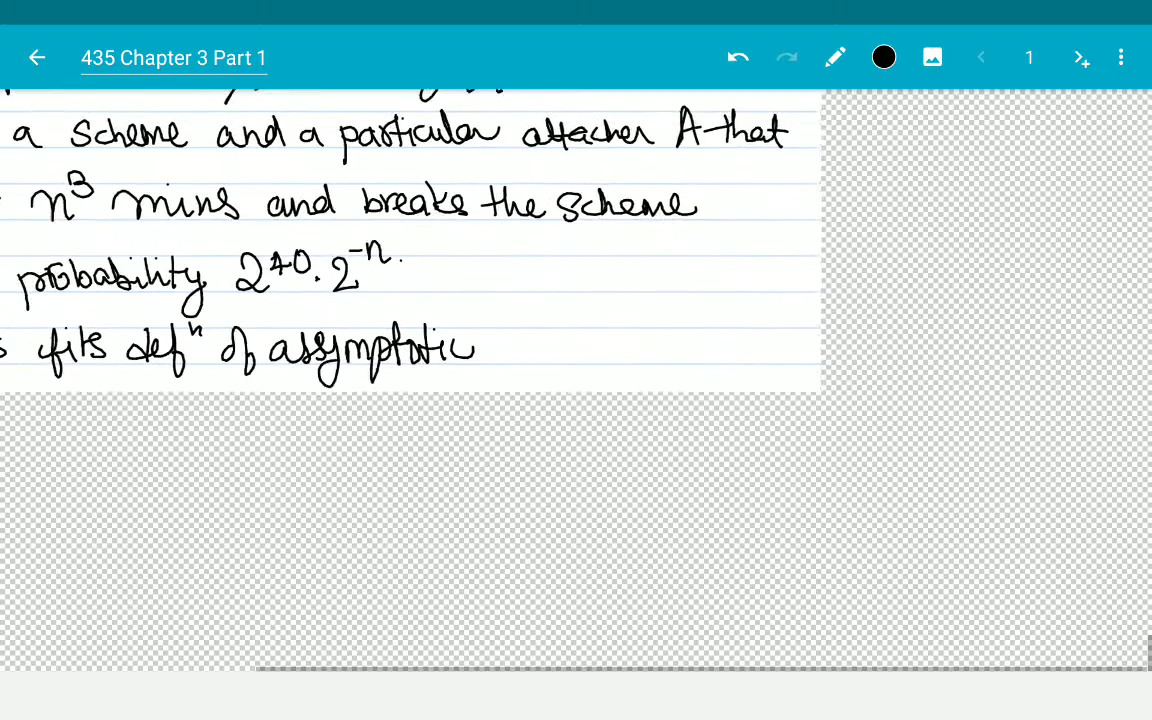 435 Chapter 3 Part 1
1
a scheme and a particular attacker A that
n³ mins and breaks the scheme
probability 2⁴⁰. 2⁻ⁿ.
fits defⁿ of assymptotic